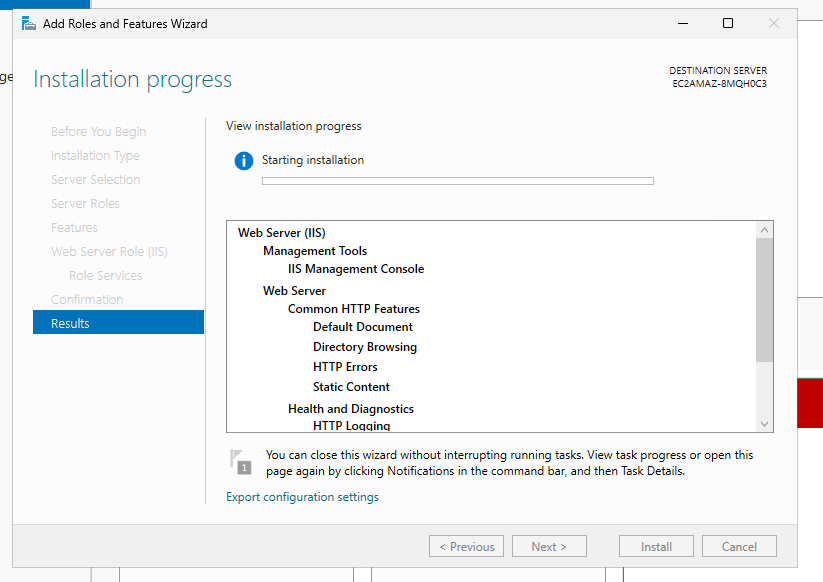 Add Roles and Features Wizard
ge
Installation progress
DESTINATION SERVER
EC2AMAZ-8MQH0C3
Before You Begin
Installation Type
Server Selection
Server Roles
Features
Web Server Role (IIS)
Role Services
Confirmation
Results
View installation progress
i Starting installation
Web Server (IIS)
Management Tools
IIS Management Console
Web Server
Common HTTP Features
Default Document
Directory Browsing
HTTP Errors
Static Content
Health and Diagnostics
HTTP Logging
1
You can close this wizard without interrupting running tasks. View task progress or open this
page again by clicking Notifications in the command bar, and then Task Details.
Export configuration settings
< Previous
Next >
Install
Cancel